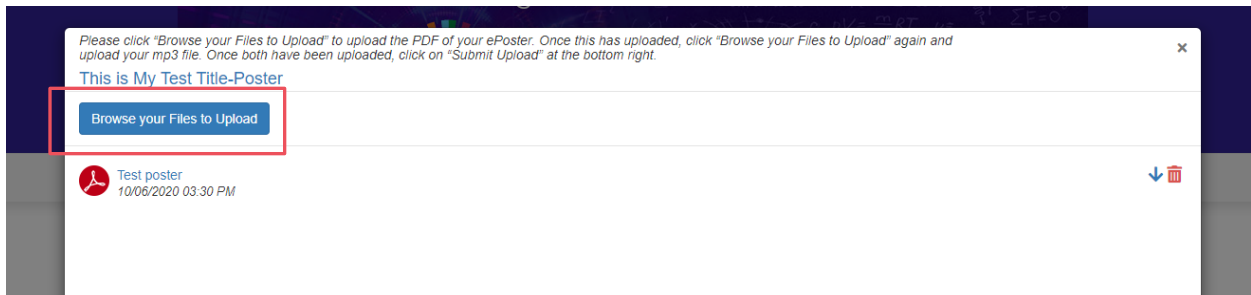 Please click “Browse your Files to Upload” to upload the PDF of your ePoster. Once this has uploaded, click “Browse your Files to Upload” again and
upload your mp3 file. Once both have been uploaded, click on “Submit Upload” at the bottom right.
×
This is My Test Title-Poster
Browse your Files to Upload
Test poster
10/06/2020 03:30 PM